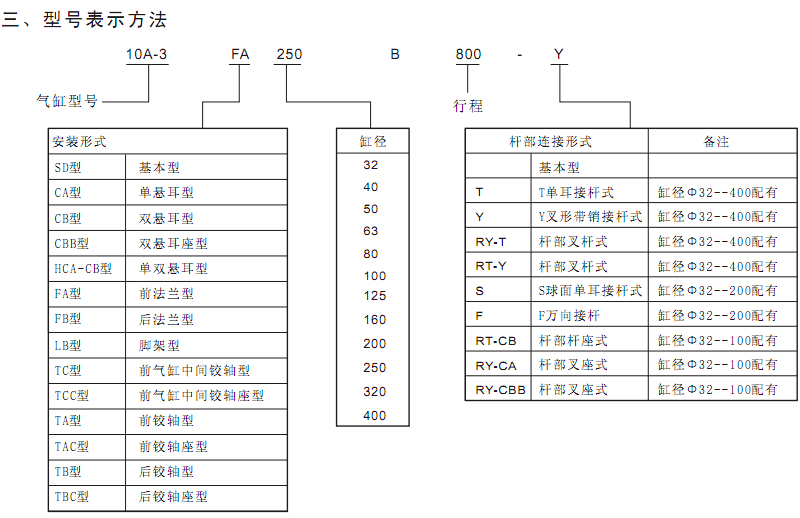 三、型号表示方法
10A-3 FA 250 B 800 - Y
气缸型号
行程
安装形式
SD型 基本型
CA型 单悬耳型
CB型 双悬耳型
CBB型 双悬耳座型
HCA-CB型 单双悬耳型
FA型 前法兰型
FB型 后法兰型
LB型 脚架型
TC型 前气缸中间铰轴型
TCC型 前气缸中间铰轴座型
TA型 前铰轴型
TAC型 前铰轴座型
TB型 后铰轴型
TBC型 后铰轴座型
缸径
32
40
50
63
80
100
125
160
200
250
320
400
杆部连接形式 备注
基本型
T T单耳接杆式 缸径Φ32--400配有
Y Y叉形带销接杆式 缸径Φ32--400配有
RY-T 杆部叉杆式 缸径Φ32--400配有
RT-Y 杆部叉杆式 缸径Φ32--400配有
S S球面单耳接杆式 缸径Φ32--200配有
F F万向接杆 缸径Φ32--200配有
RT-CB 杆部杆座式 缸径Φ32--100配有
RY-CA 杆部叉座式 缸径Φ32--100配有
RY-CBB 杆部叉座式 缸径Φ32--100配有